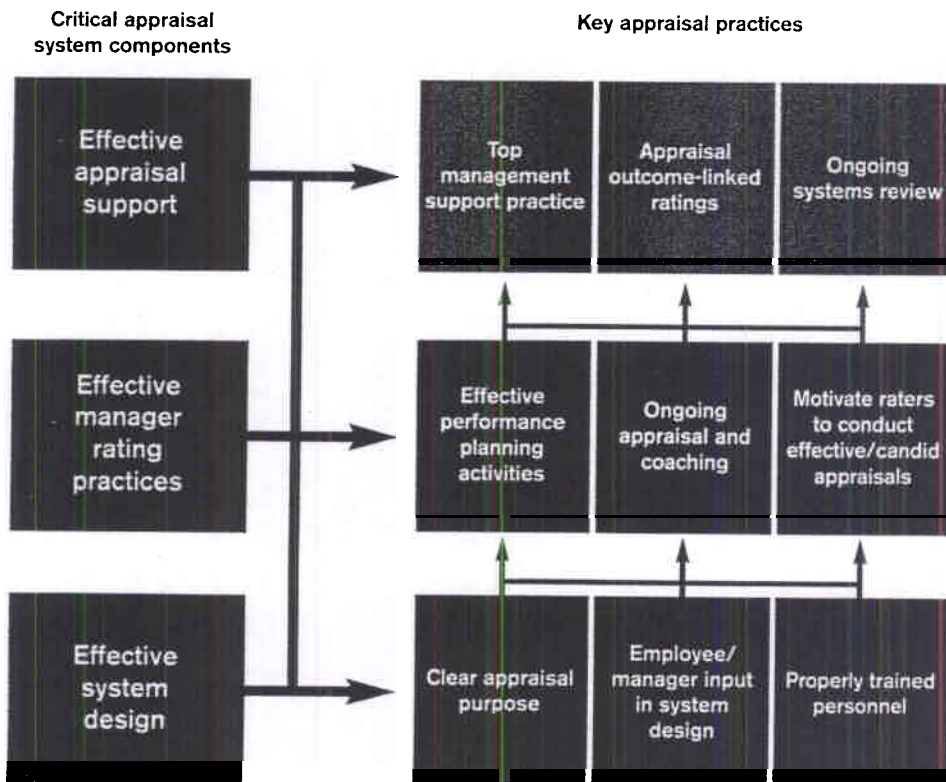 Critical appraisal
system components
Key appraisal practices
Effective
appraisal
support
Top
management
support practice
Appraisal
outcome-linked
ratings
Ongoing
systems review
Effective
manager
rating
practices
Effective
performance
planning
activities
Ongoing
appraisal and
coaching
Motivate raters
to conduct
effective/candid
appraisals
Effective
system
design
Clear appraisal
purpose
Employee/
manager input
in system
design
Properly trained
personnel